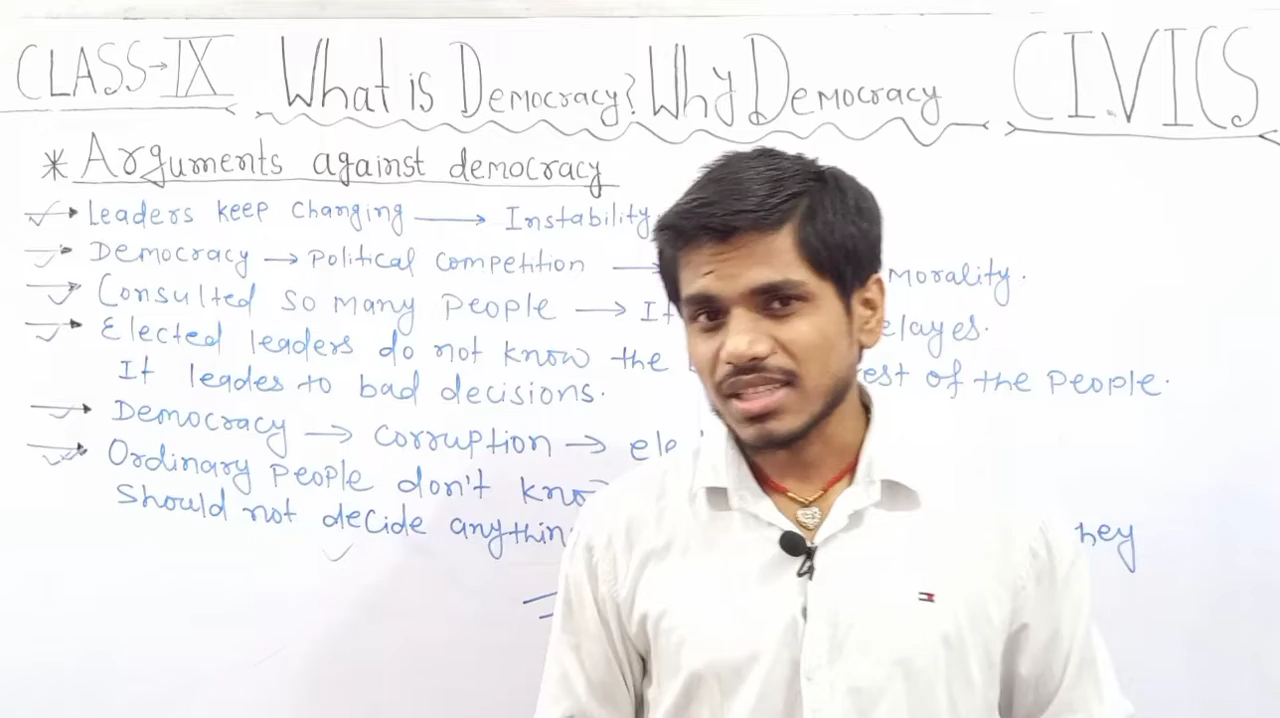 CLASS→IX What is Democracy? Why Democracy CIVICS
* Arguments against democracy
→ Leaders keep changing → Instability
→ Democracy → Political competition → morality.
→ Consulted so many people → It elayes.
→ Elected leaders do not know the est of the people.
It leades to bad decisions.
→ Democracy → corruption → ele
→ Ordinary people don't kno
should not decide anythin hey